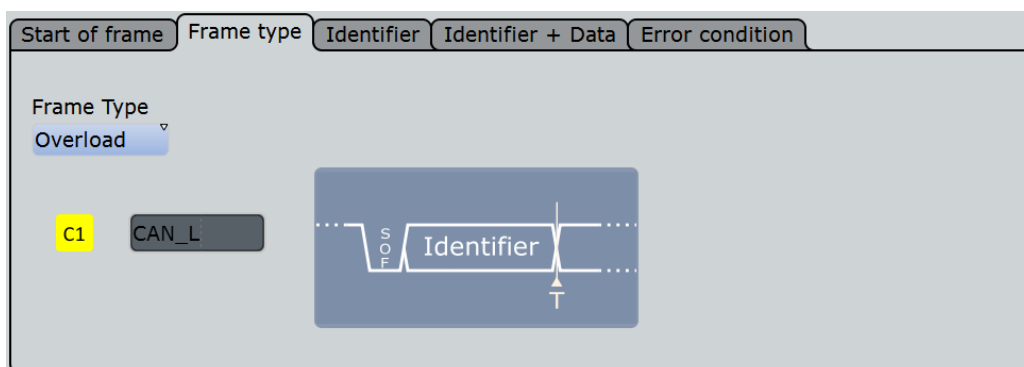 Start of frame Frame type Identifier Identifier + Data Error condition
Frame Type
Overload
C1 CAN_L
SOF Identifier
T